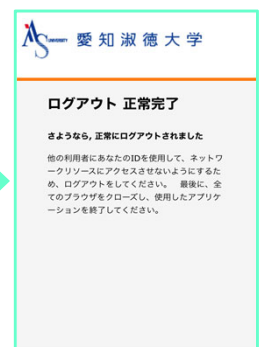 愛知淑徳大学
ログアウト 正常完了
さようなら, 正常にログアウトされました
他の利用者にあなたのIDを使用して、ネットワ
ークリソースにアクセスさせないようにするた
め、ログアウトをしてください。　最後に、全
てのブラウザをクローズし、使用したアプリケ
ーションを終了してください。